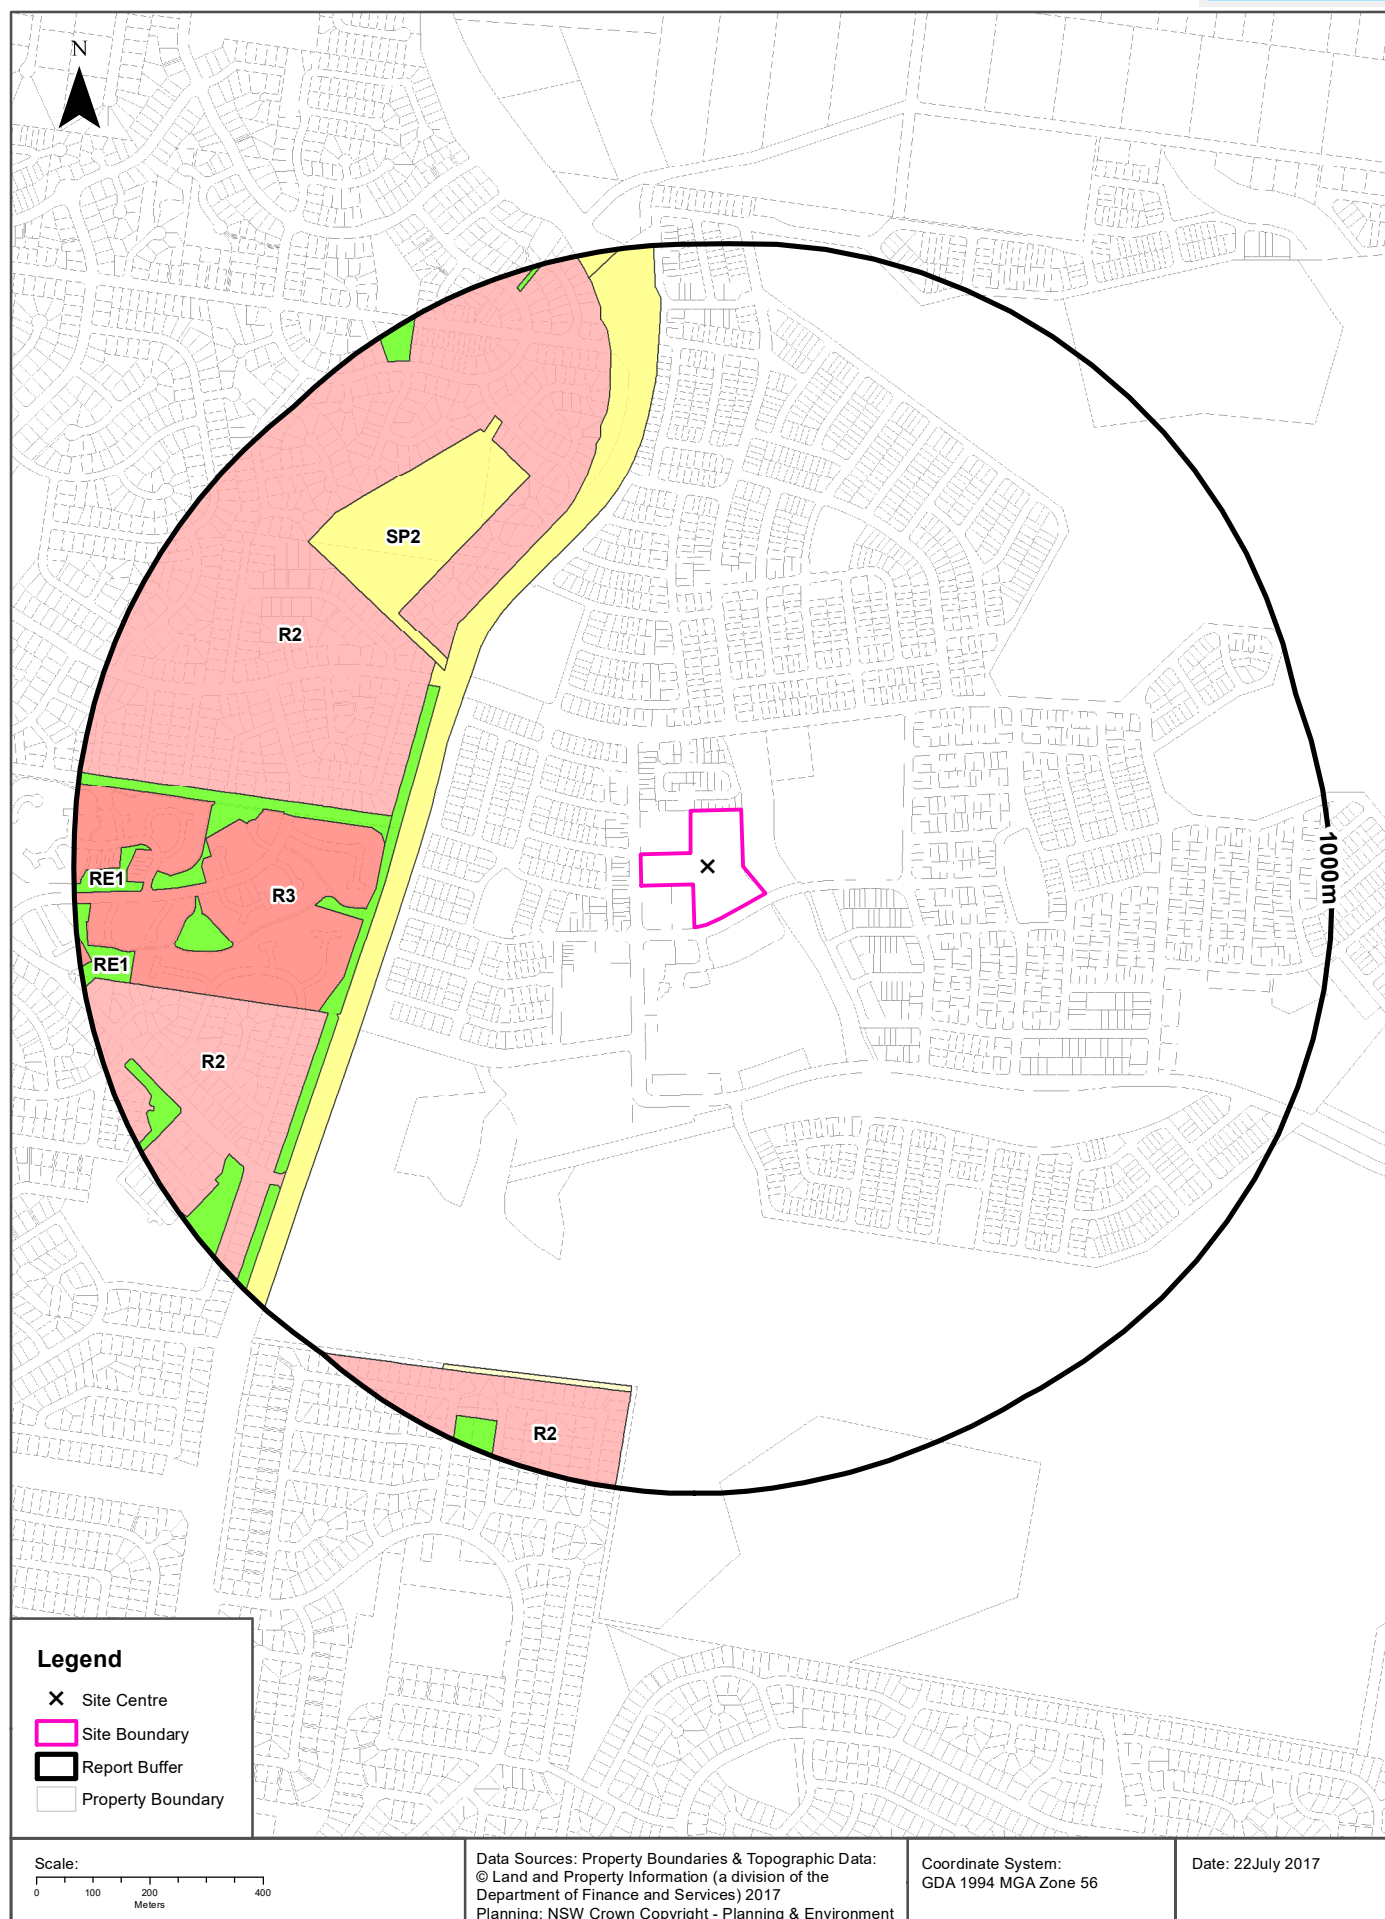 N
SP2
R2
1000m
RE1
R3
RE1
R2
R2
Legend
Site Centre
Site Boundary
Report Buffer
Property Boundary
Scale:
0 100 200 400
Meters
Data Sources: Property Boundaries & Topographic Data:
© Land and Property Information (a division of the
Department of Finance and Services) 2017
Planning: NSW Crown Copyright - Planning & Environment
Coordinate System:
GDA 1994 MGA Zone 56
Date: 22July 2017